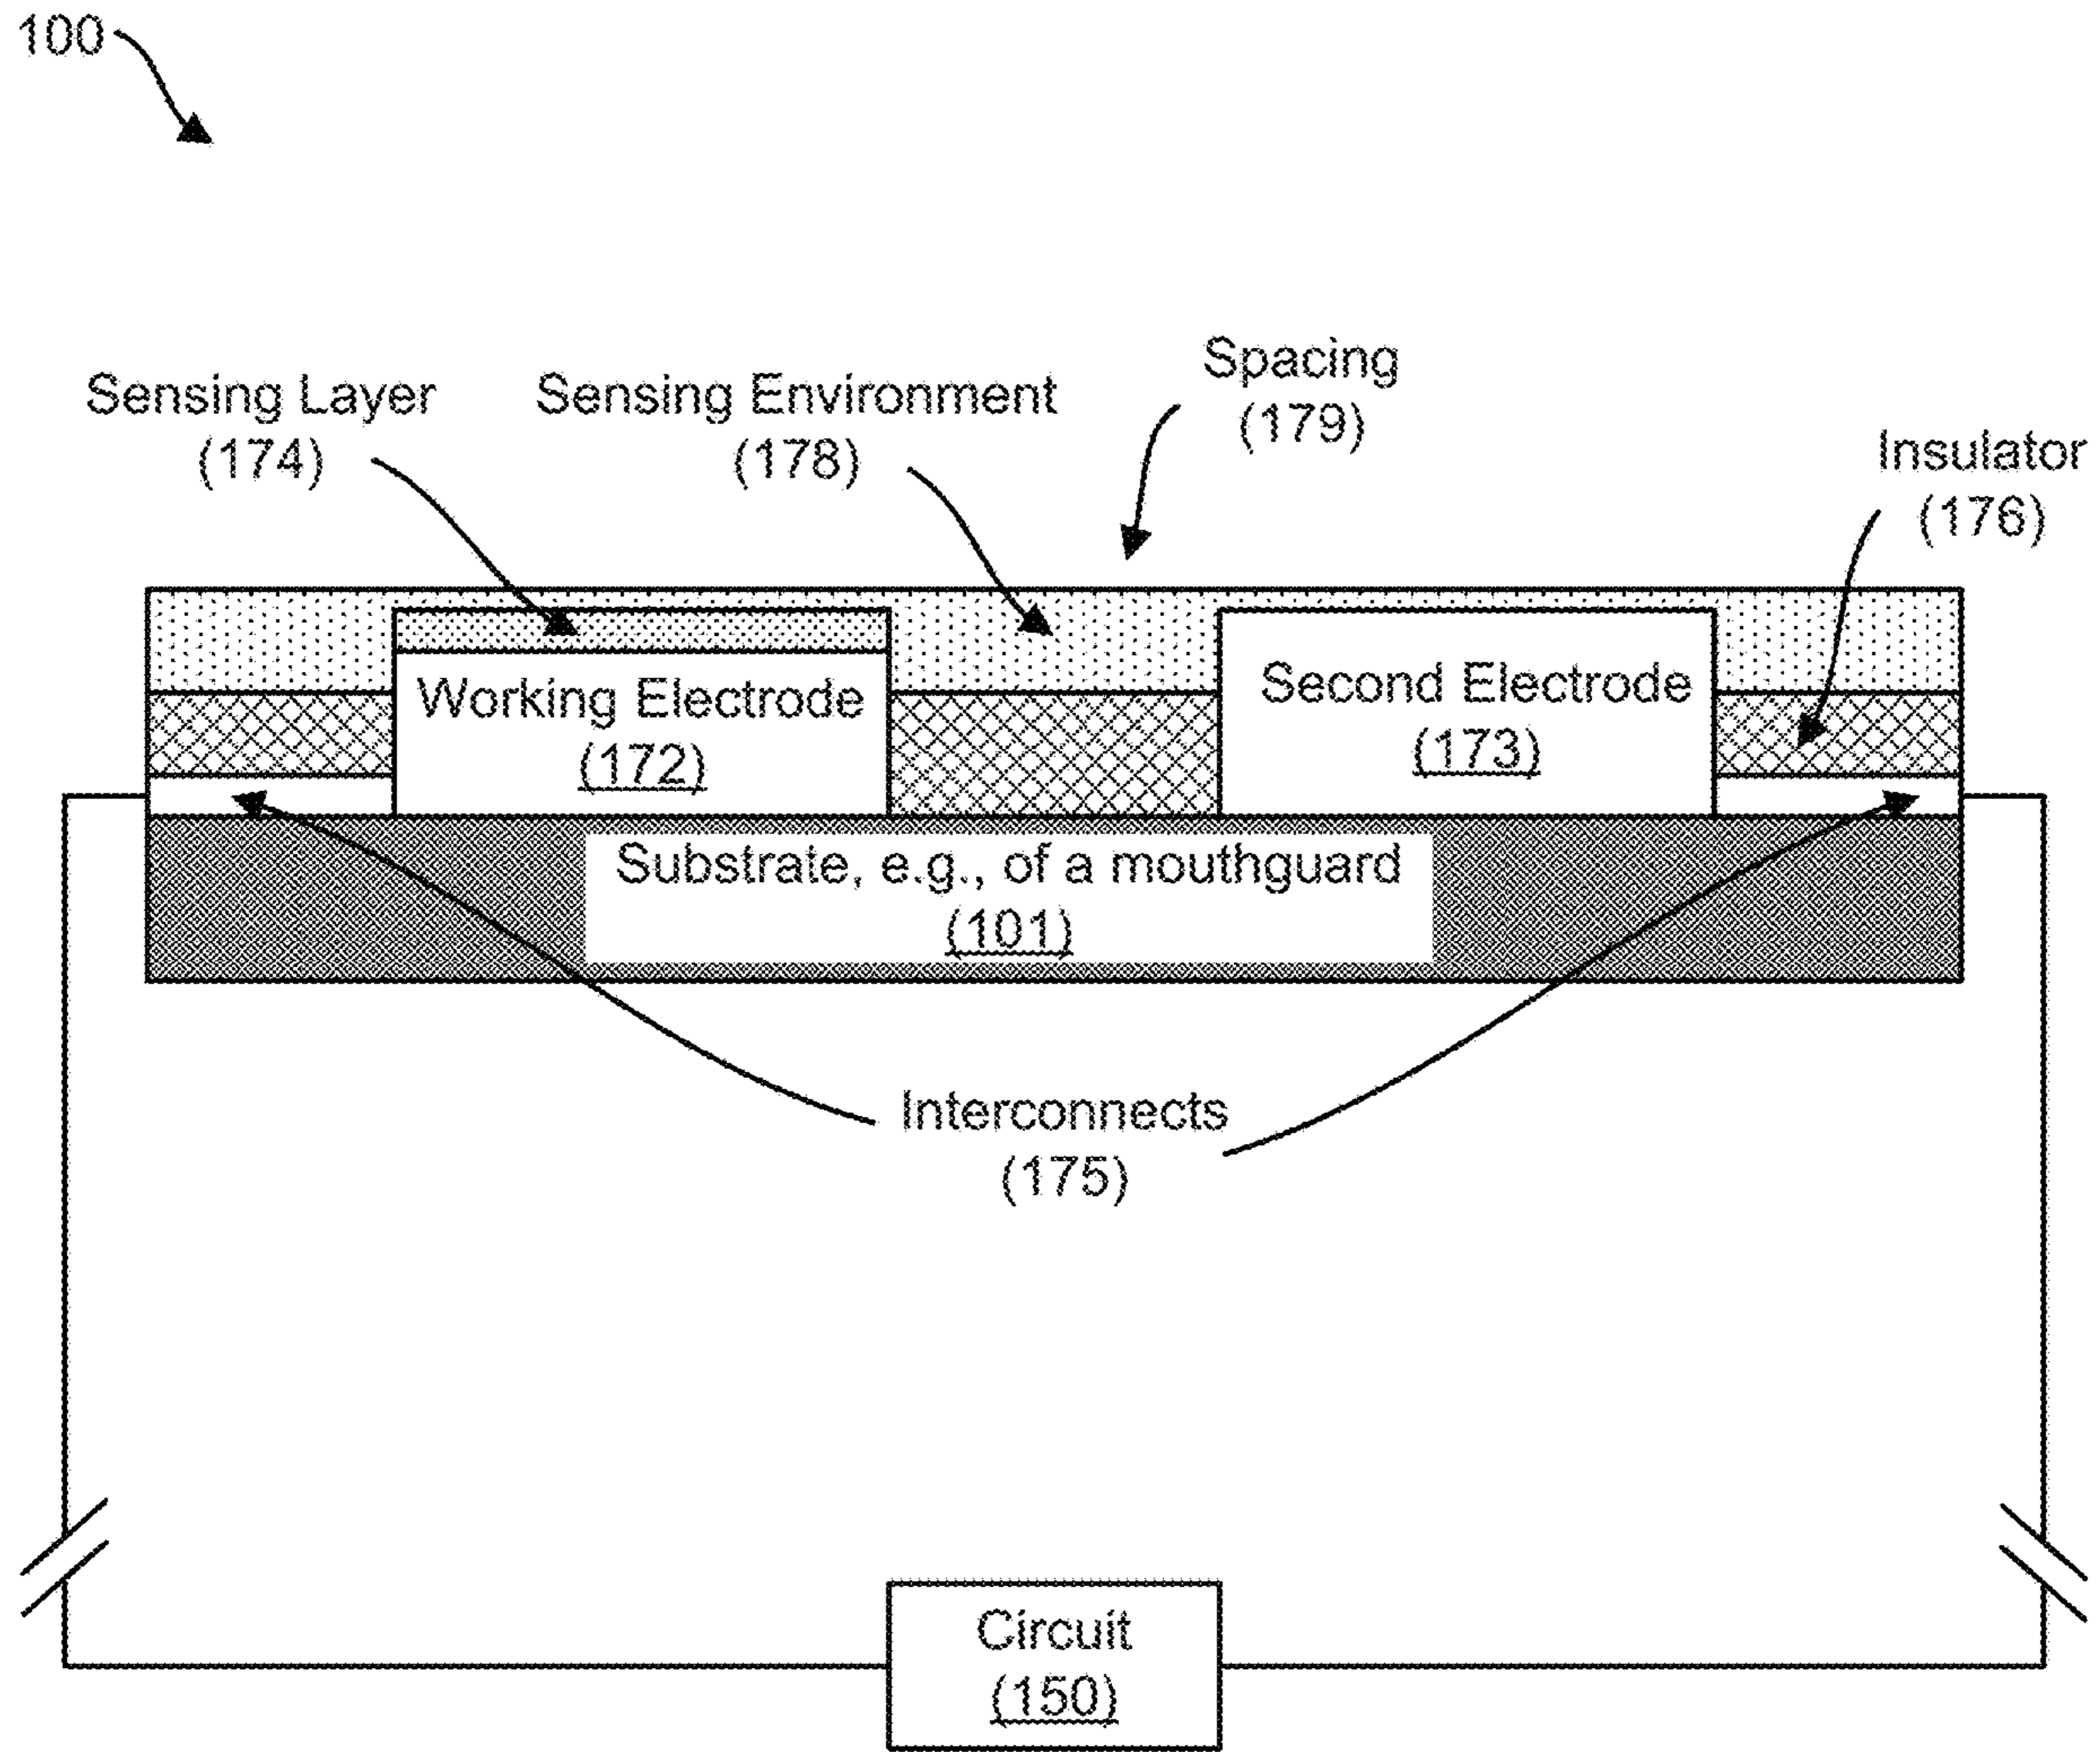 100
Spacing
(179)
Sensing Layer
(174)
Sensing Environment
(178)
Insulator
(176)
Working Electrode
(172)
Second Electrode
(173)
Substrate, e.g., of a mouthguard
(101)
Interconnects
(175)
Circuit
(150)